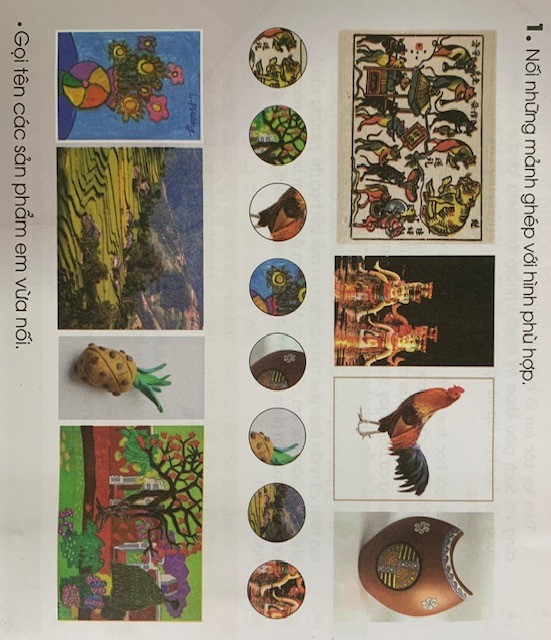 1. Nối những mảnh ghép với hình phù hợp.
• Gọi tên các sản phẩm em vừa nối.